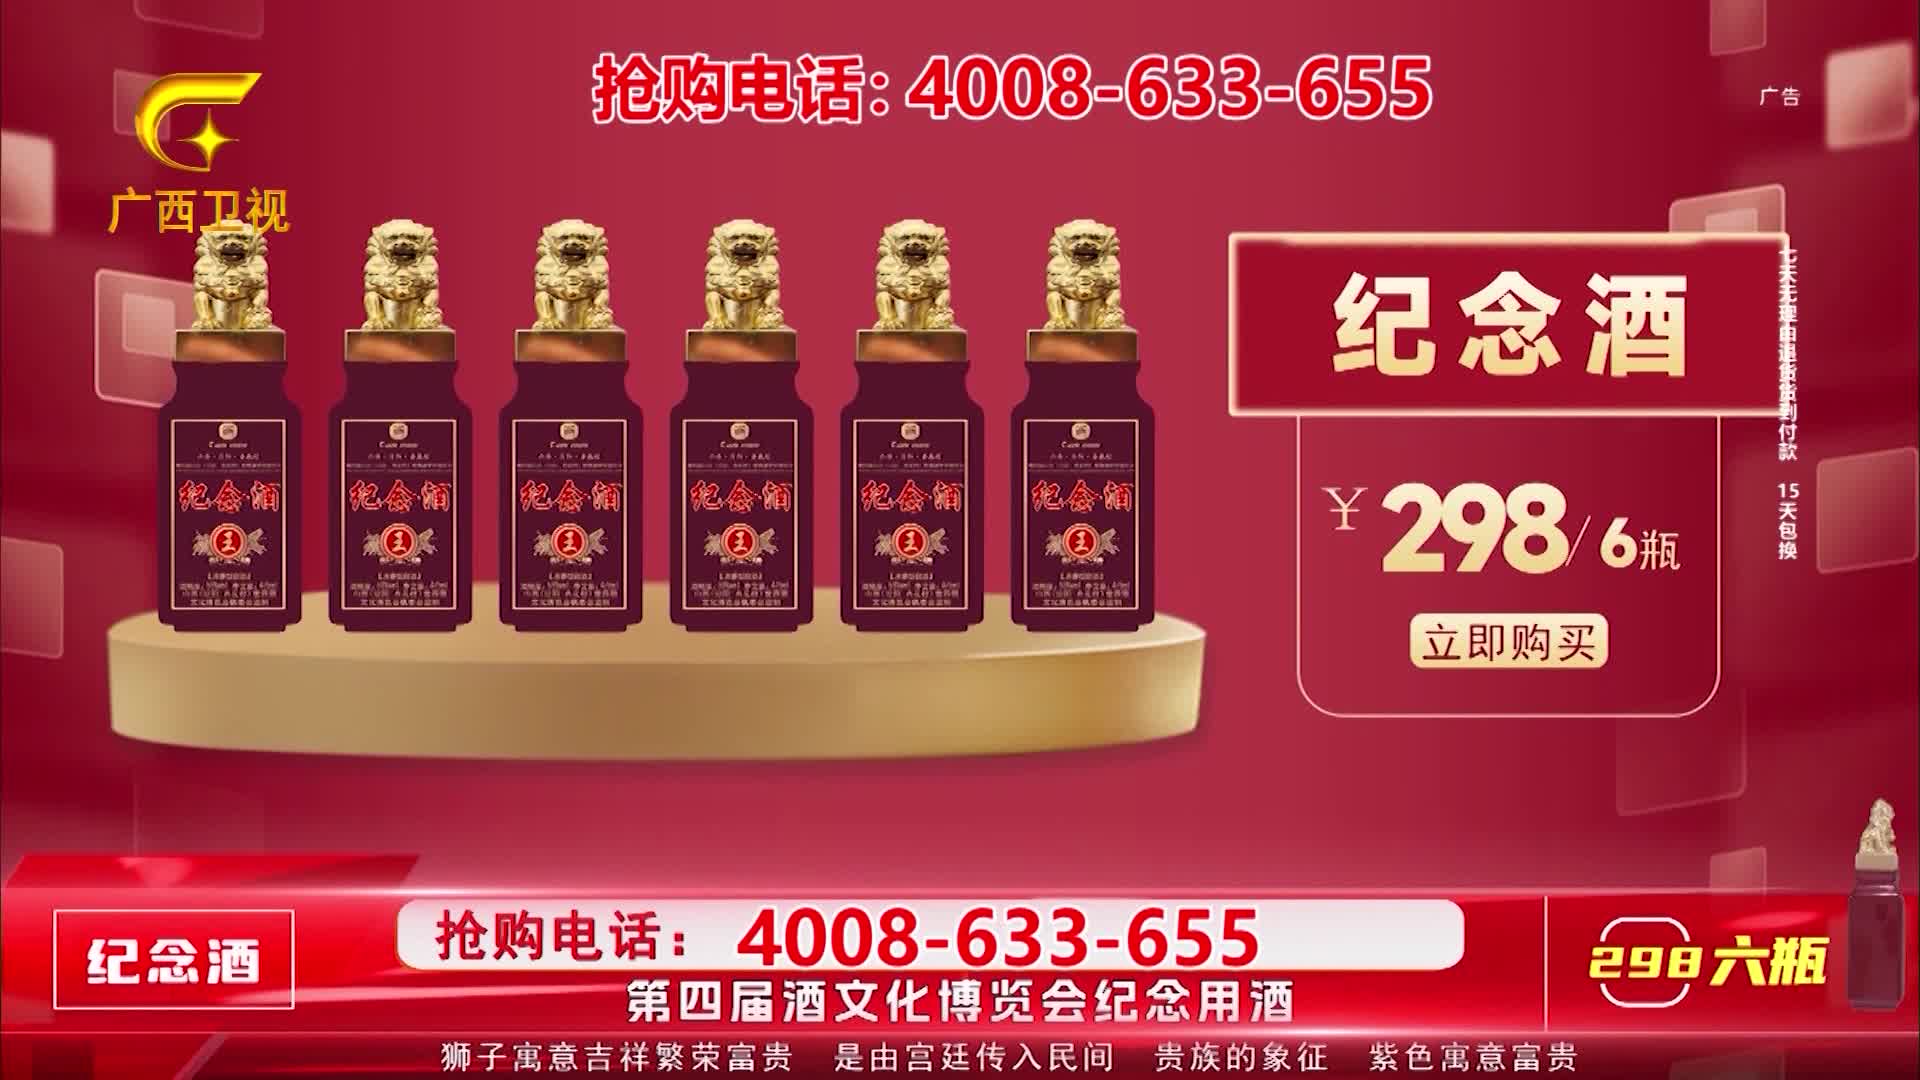 抢购电话：4008-633-655
广告
广西卫视
纪念酒
七天无理由退货货到付款 15天包换
￥298/6瓶
立即购买
纪念酒
王
纪念酒
王
纪念酒
王
纪念酒
王
纪念酒
王
纪念酒
王
纪念酒
抢购电话：4008-633-655
第四届酒文化博览会纪念用酒
298六瓶
狮子寓意吉祥繁荣富贵 是由宫廷传入民间 贵族的象征 紫色寓意富贵